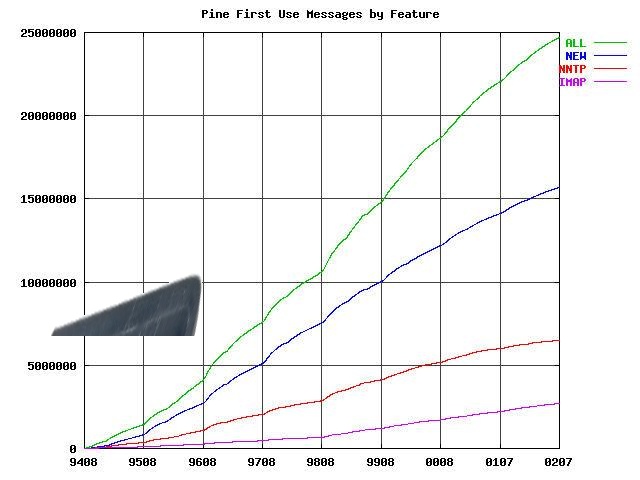 Pine First Use Messages by Feature
25000000
20000000
15000000
10000000
5000000
0
9408 9508 9608 9708 9808 9908 0008 0107 0207
ALL
NEW
NNTP
IMAP